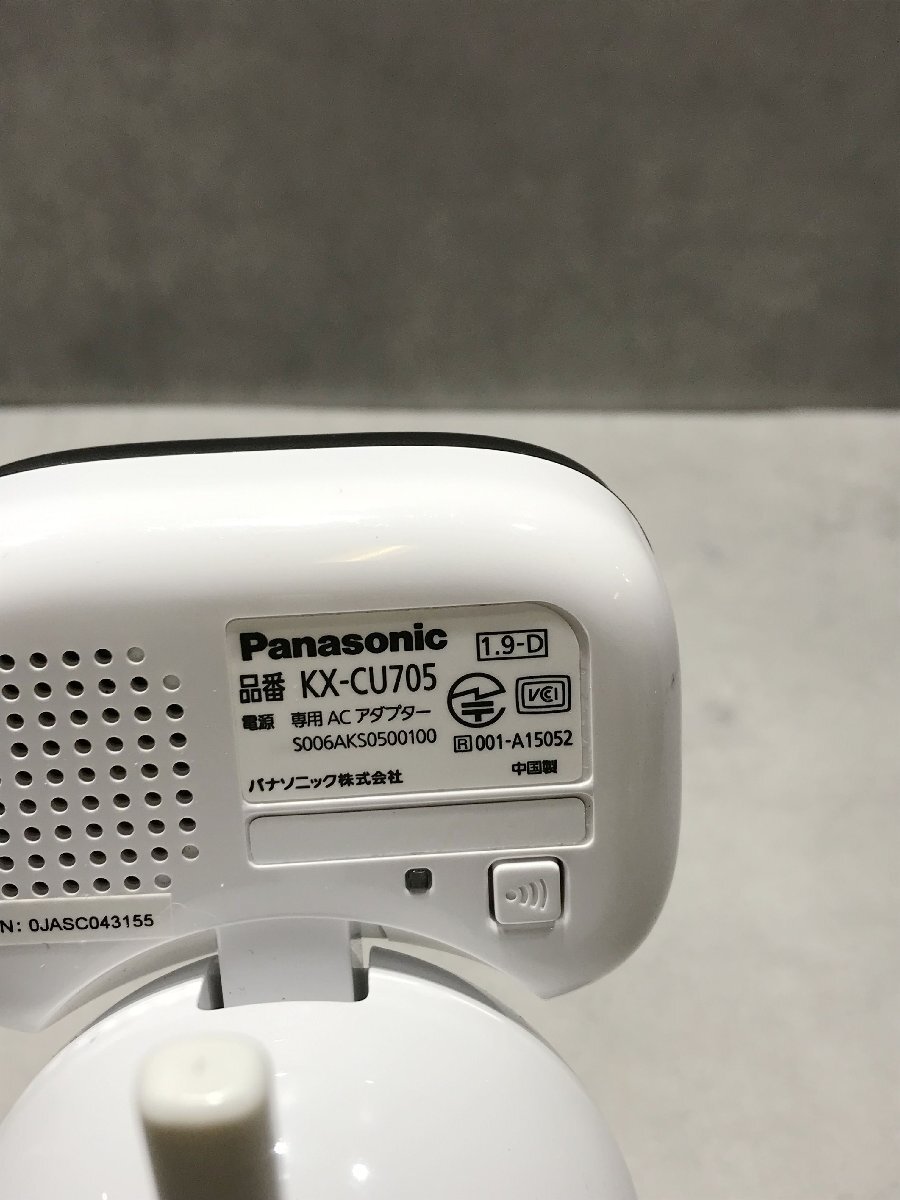 Panasonic
1.9-D
品番 KX-CU705
VCCI
電源 専用 AC アダプター
S006AKS0500100
R 001-A15052
パナソニック株式会社
中国製
N: 0JASC043155